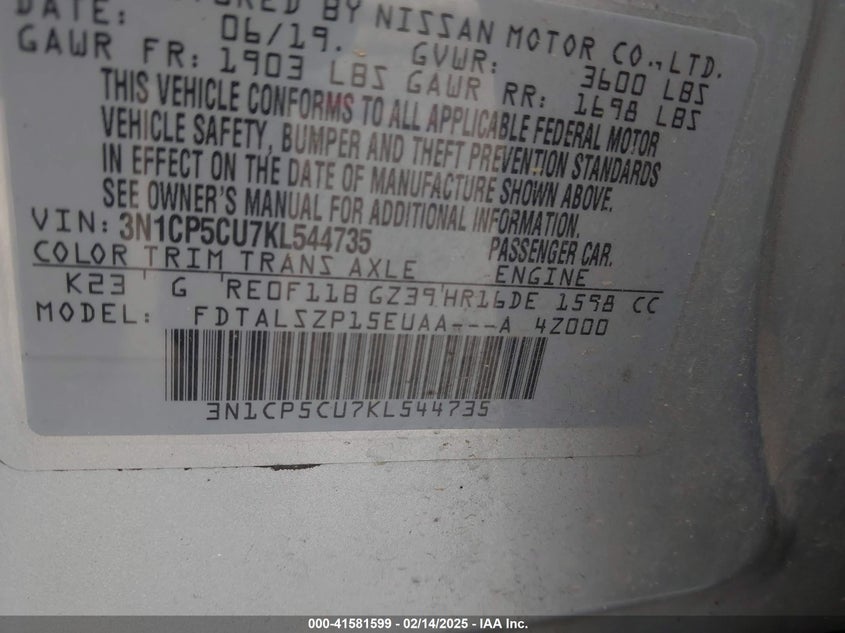 BY NISSAN MOTOR CO., LTD.
DATE: 06/19. GVWR: 3600 LBS
GAWR FR: 1903 LBS GAWR RR: 1698 LBS
THIS VEHICLE CONFORMS TO ALL APPLICABLE FEDERAL MOTOR
VEHICLE SAFETY, BUMPER AND THEFT PREVENTION STANDARDS
IN EFFECT ON THE DATE OF MANUFACTURE SHOWN ABOVE.
SEE OWNER'S MANUAL FOR ADDITIONAL INFORMATION.
VIN: 3N1CP5CU7KL544735 PASSENGER CAR.
COLOR TRIM TRANS AXLE ENGINE
K23 G RE0F11B GZ39 HR16DE 1598 CC
MODEL: FDTALSZP15EUAA---A 4Z000
3N1CP5CU7KL544735
000-41581599 - 02/14/2025 - IAA Inc.